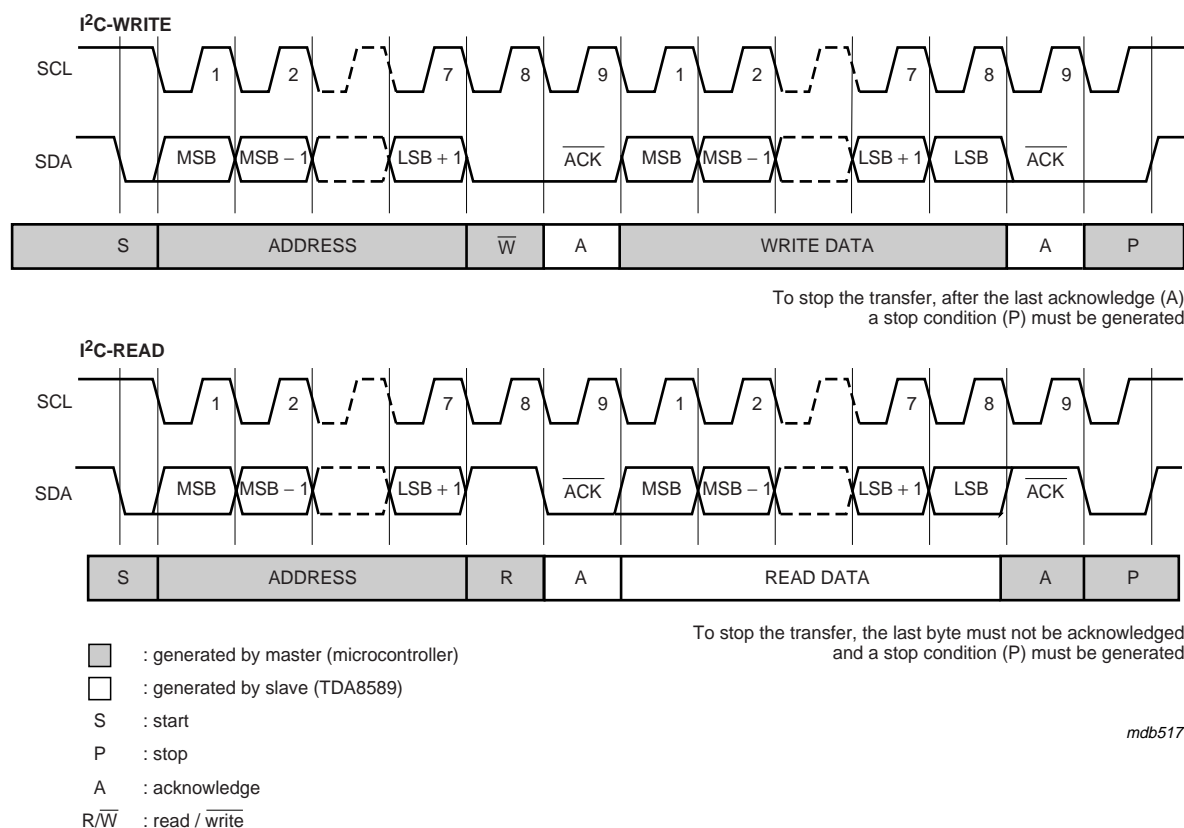 I²C-WRITE
SCL 1 2 7 8 9 1 2 7 8 9
SDA MSB MSB − 1 LSB + 1 ACK MSB MSB − 1 LSB + 1 LSB ACK
S ADDRESS W A WRITE DATA A P
To stop the transfer, after the last acknowledge (A)
a stop condition (P) must be generated
I²C-READ
SCL 1 2 7 8 9 1 2 7 8 9
SDA MSB MSB − 1 LSB + 1 ACK MSB MSB − 1 LSB + 1 LSB ACK
S ADDRESS R A READ DATA A P
To stop the transfer, the last byte must not be acknowledged
and a stop condition (P) must be generated
: generated by master (microcontroller)
: generated by slave (TDA8589)
S : start
P : stop
A : acknowledge
R/W : read / write
mdb517